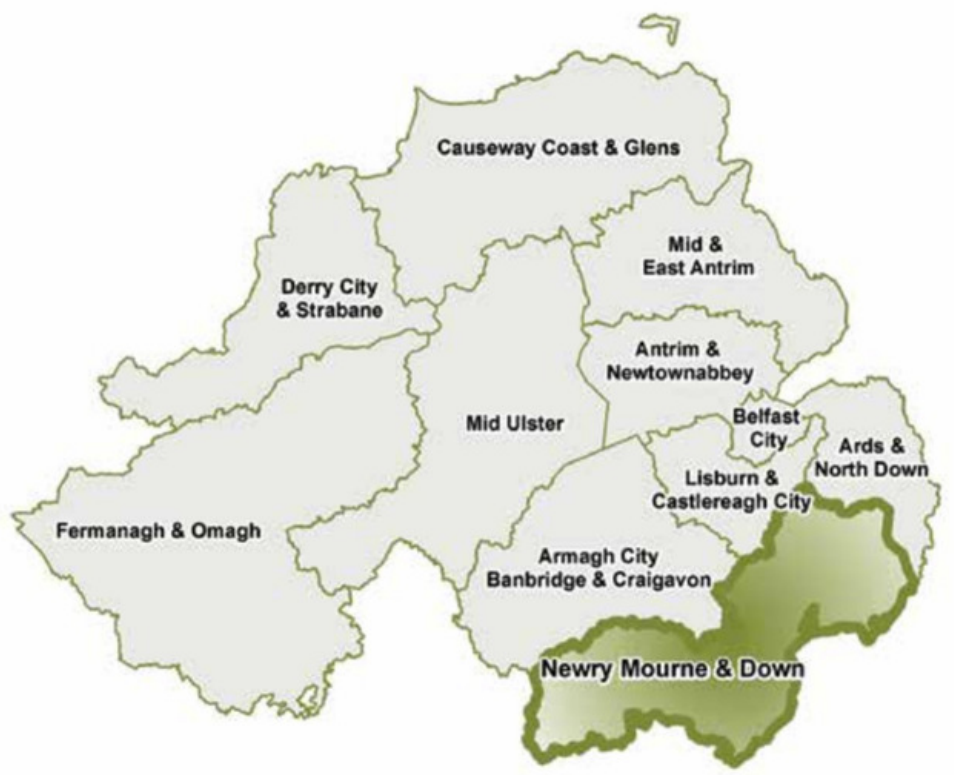 Causeway Coast & Glens
Mid &
East Antrim
Derry City
& Strabane
Antrim &
Newtownabbey
Belfast
City
Mid Ulster
Ards &
North Down
Lisburn &
Castlereagh City
Fermanagh & Omagh
Armagh City
Banbridge & Craigavon
Newry Mourne & Down